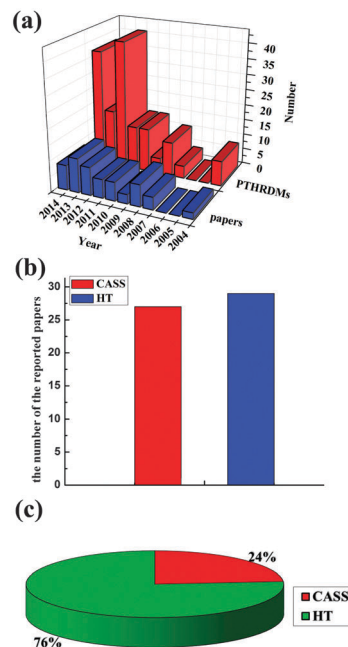 (a)
40
35
30
25
20
15
10
5
0
Number
PTHRDMs
papers
2014
2013
2012
2011
2010
2009
2008
2007
2006
2005
2004
Year
(b)
the number of the reported papers
30
25
20
15
10
5
0
CASS
HT
(c)
24%
76%
CASS
HT